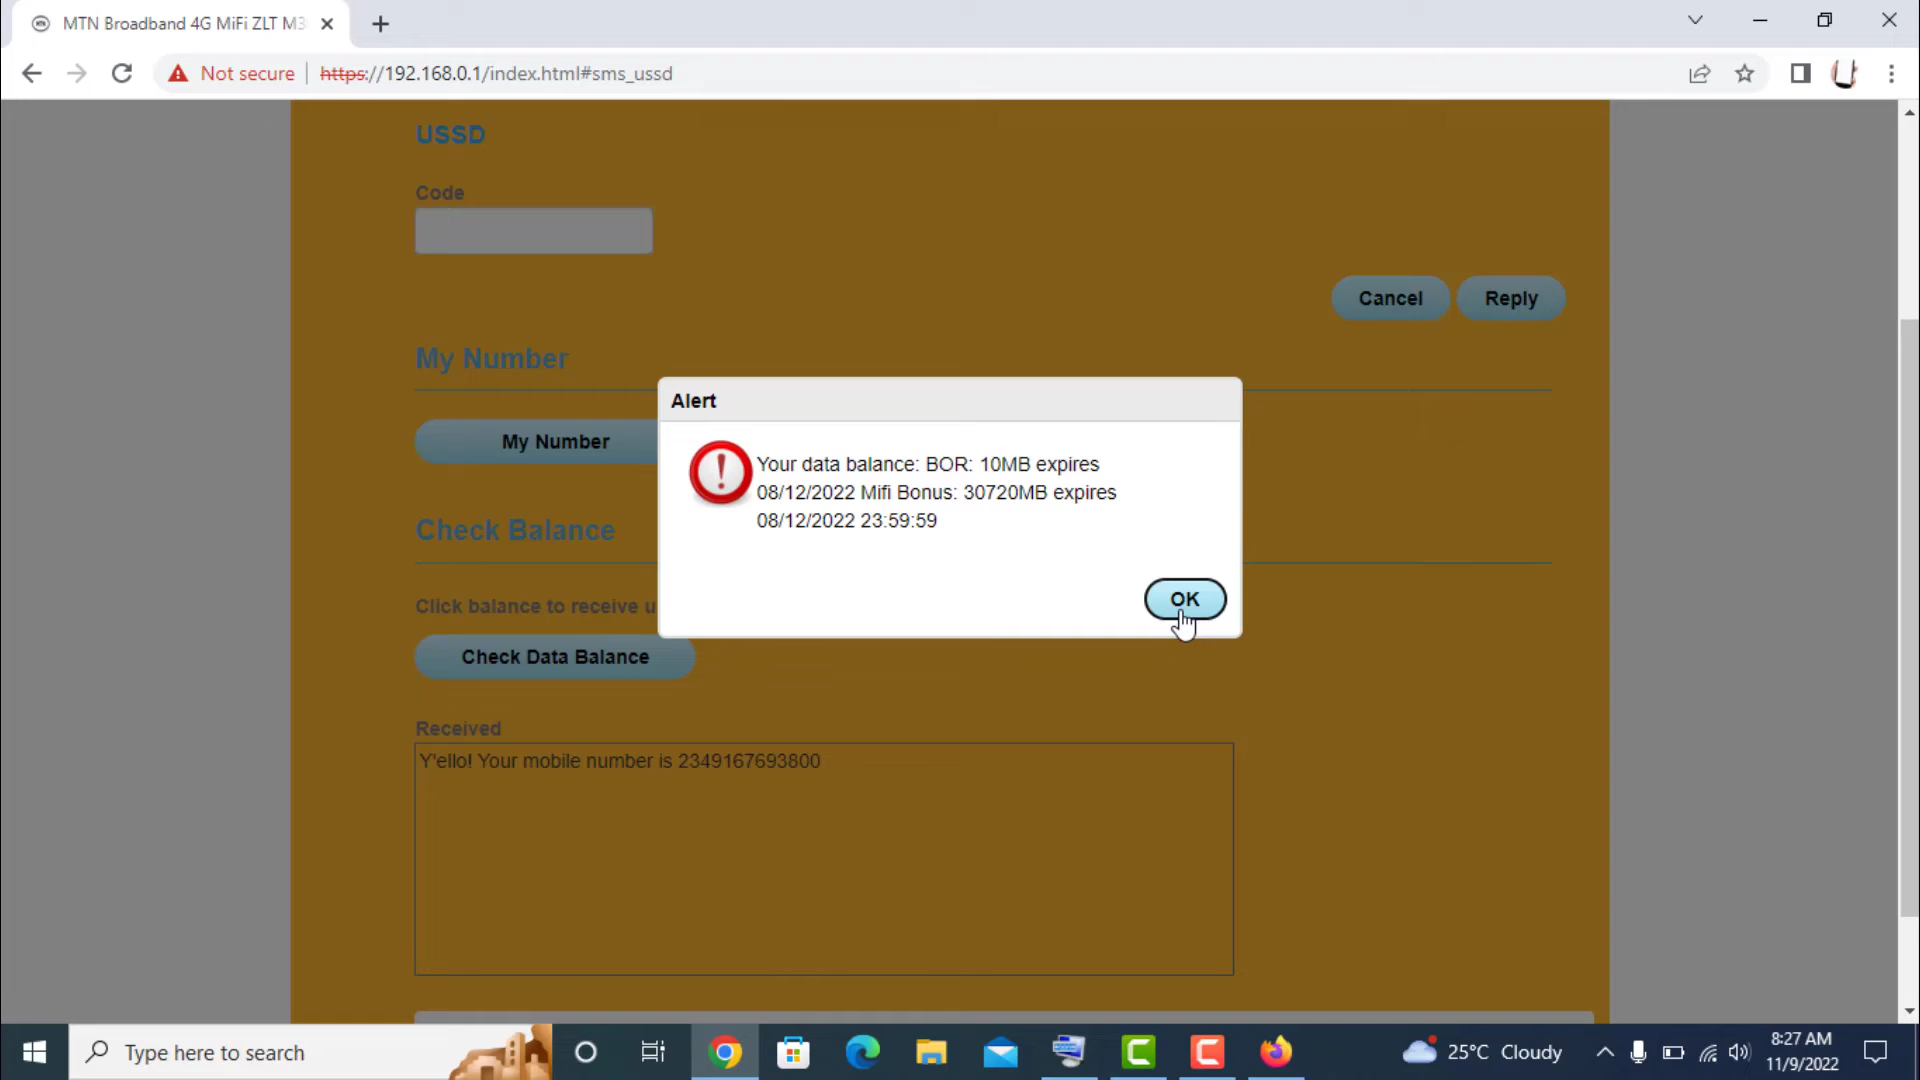 MTN Broadband 4G MiFi ZLT M3
Not secure
https://192.168.0.1/index.html#sms_ussd
USSD
Code
Cancel
Reply
My Number
My Number
Alert
Your data balance: BOR: 10MB expires
08/12/2022 Mifi Bonus: 30720MB expires
08/12/2022 23:59:59
OK
Check Balance
Click balance to receive u
Check Data Balance
Received
Y'ello! Your mobile number is 2349167693800
Type here to search
25°C Cloudy
8:27 AM
11/9/2022